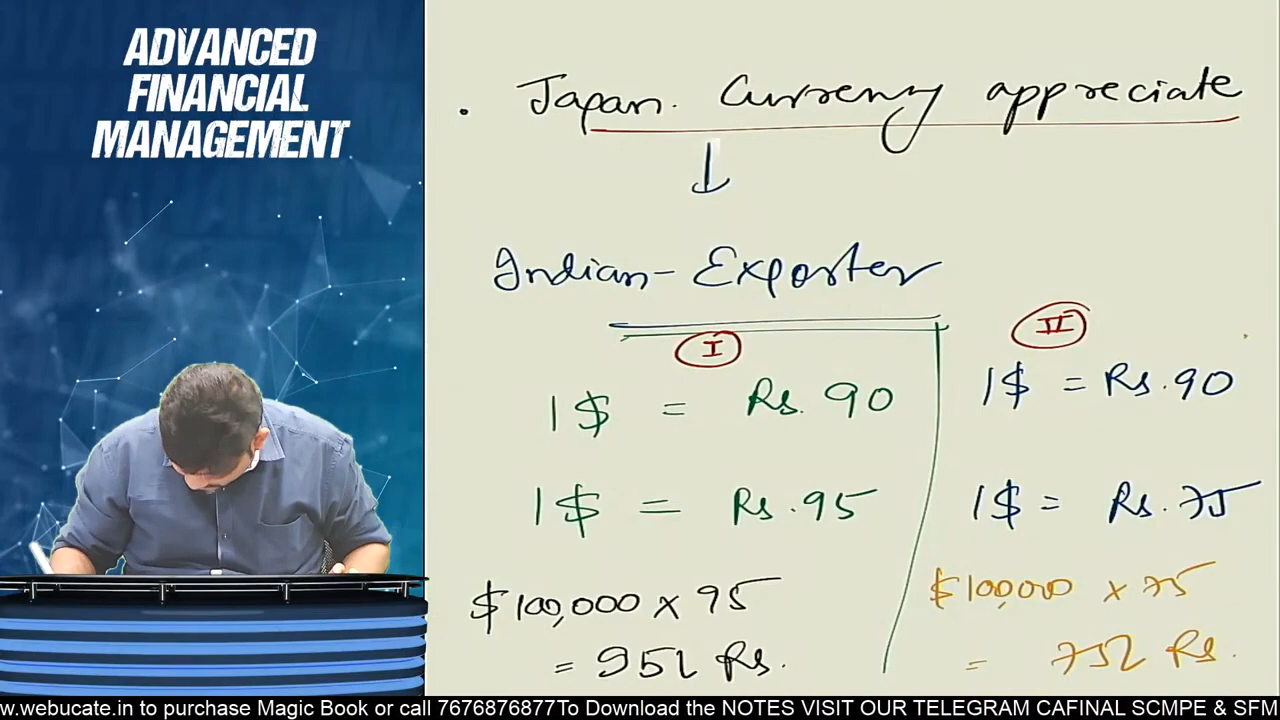 ADVANCED
FINANCIAL
MANAGEMENT
. Japan. Currency appreciate
Indian - Exporter
I
1$ = Rs. 90
1$ = Rs. 95
$100,000 x 95
= 95L Rs.
II
1$ = Rs. 90
1$ = Rs. 75
$100,000 x 75
= 75L Rs.
w.webucate.in to purchase Magic Book or call 7676876877To Download the NOTES VISIT OUR TELEGRAM CAFINAL SCMPE & SFM